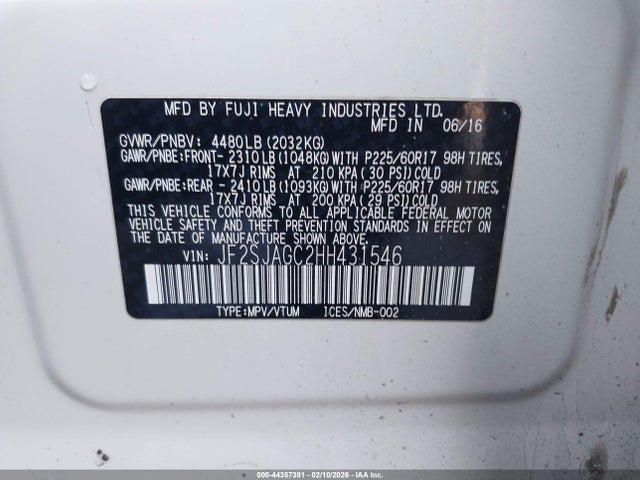 MFD BY FUJI HEAVY INDUSTRIES LTD.
MFD IN 06/16
GVWR/PNBV: 4480LB(2032KG)
GAWR/PNBE:FRONT- 2310LB(1048KG)WITH P225/60R17 98H TIRES,
17X7J RIMS AT 210 KPA(30 PSI)COLD
GAWR/PNBE:REAR - 2410LB(1093KG)WITH P225/60R17 98H TIRES,
17X7J RIMS AT 200 KPA(29 PSI)COLD
THIS VEHICLE CONFORMS TO ALL APPLICABLE FEDERAL MOTOR
VEHICLE SAFETY AND THEFT PREVENTION STANDARDS IN EFFECT ON
THE DATE OF MANUFACTURE SHOWN ABOVE.
VIN: JF2SJAGC2HH431546
TYPE:MPV/VTUM ICES/NMB-002
000-44357381 - 02/10/2026 - IAA Inc.